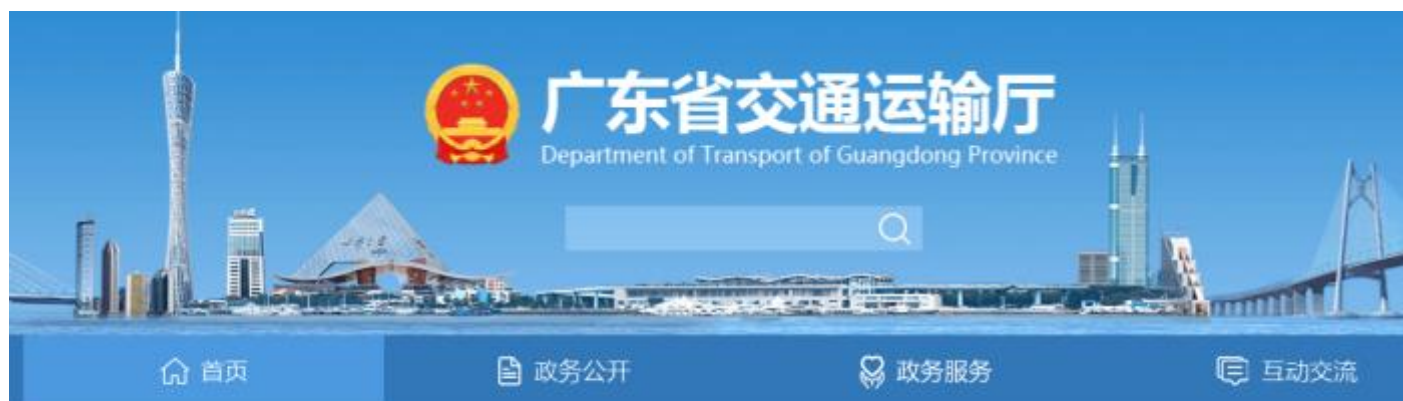 广东省交通运输厅
Department of Transport of Guangdong Province
首页
政务公开
政务服务
互动交流